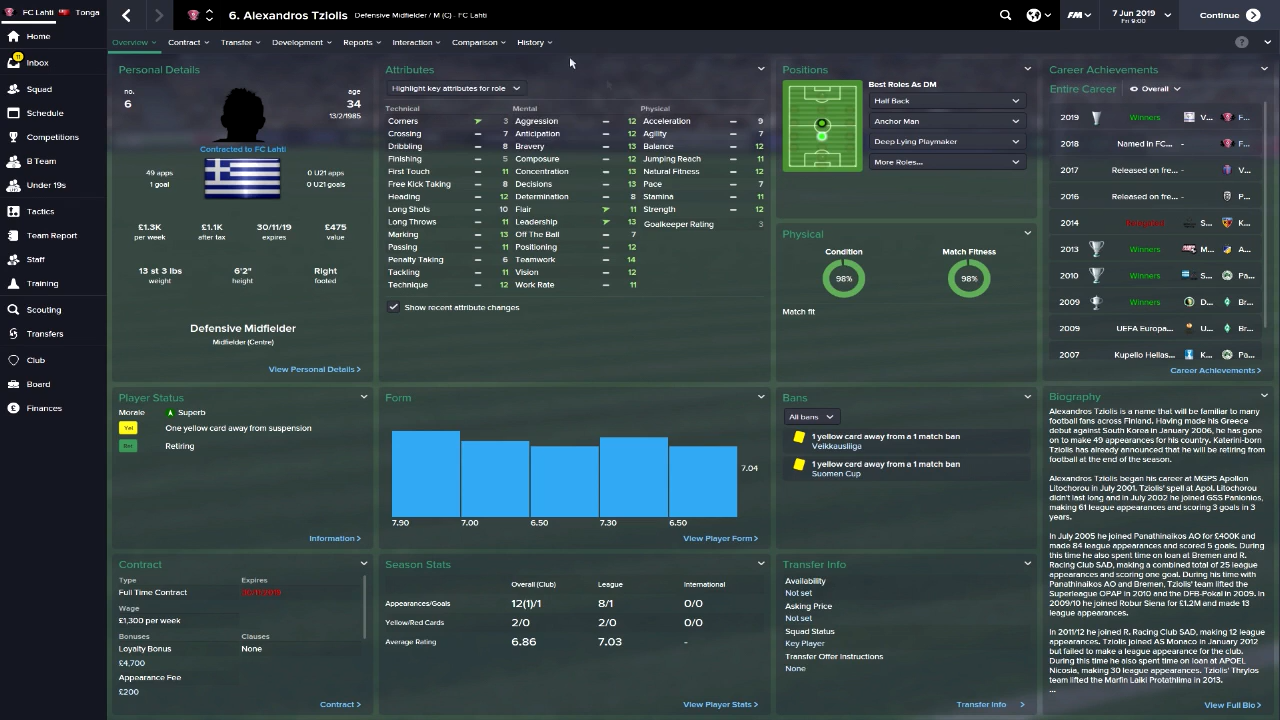 FC Lahti Tonga
6. Alexandros Tziolis Defensive Midfielder / M (C) - FC Lahti
FM 7 Jun 2019 Fri 9:00 Continue
Home
11
Inbox
Squad
Schedule
Competitions
B Team
Under 19s
Tactics
Team Report
Staff
Training
Scouting
Transfers
Club
Board
Finances
Overview Contract Transfer Development Reports Interaction Comparison History ?
Personal Details
no. 6
age 34
13/2/1985
Contracted to FC Lahti
49 apps 0 U21 apps
1 goal 0 U21 goals
£1.3K £1.1K 30/11/19 £475
per week after tax expires value
13 st 3 lbs 6'2" Right
weight height footed
Defensive Midfielder
Midfielder (Centre)
View Personal Details >
Attributes
Highlight key attributes for role
Technical Mental Physical
Corners 3 Aggression 12 Acceleration 9
Crossing 7 Anticipation 12 Agility 7
Dribbling 8 Bravery 13 Balance 12
Finishing 5 Composure 12 Jumping Reach 11
First Touch 11 Concentration 13 Natural Fitness 12
Free Kick Taking 8 Decisions 13 Pace 7
Heading 12 Determination 8 Stamina 11
Long Shots 10 Flair 11 Strength 12
Long Throws 11 Leadership 13 Goalkeeper Rating 3
Marking 13 Off The Ball 7
Passing 11 Positioning 12
Penalty Taking 6 Teamwork 14
Tackling 11 Vision 12
Technique 12 Work Rate 11
Show recent attribute changes
Positions
Best Roles As DM
Half Back
Anchor Man
Deep Lying Playmaker
More Roles...
Physical
Condition Match Fitness
98% 98%
Match fit
Career Achievements
Entire Career Overall
2019 Winners V... F...
2018 Named in FC... - F...
2017 Released on fre... - V...
2016 Released on fre... -
2014 S... K...
2013 Winners M... A...
2010 Winners S... Pa...
2009 Winners D... Br...
2009 UEFA Europa... U... Br...
2007 Kupello Hellas... K... Pa...
Career Achievements >
Player Status
Morale Superb
Yel One yellow card away from suspension
Ret Retiring
Information >
Form
7.04
7.90 7.00 6.50 7.30 6.50
View Player Form >
Bans
All bans
1 yellow card away from a 1 match ban
Veikkausliiga
1 yellow card away from a 1 match ban
Suomen Cup
Biography
Alexandros Tziolis is a name that will be familiar to many
football fans across Finland. Having made his Greece
debut against South Korea in January 2006, he has gone
on to make 49 appearances for his country. Katerini-born
Tziolis has already announced that he will be retiring from
football at the end of the season.
Alexandros Tziolis began his career at MGPS Apollon
Litochorou in July 2001. Tziolis' spell at Apol. Litochorou
didn't last long and in July 2002 he joined GSS Panionios,
making 61 league appearances and scoring 3 goals in 3
years.
In July 2005 he joined Panathinaikos AO for £400K and
made 84 league appearances and scored 5 goals. During
this time he also spent time on loan at Bremen and R.
Racing Club SAD, making a combined total of 25 league
appearances and scoring one goal. During his time with
Panathinaikos AO and Bremen, Tziolis' team lifted the
Superleague OPAP in 2010 and the DFB-Pokal in 2009. In
2009/10 he joined Robur Siena for £1.2M and made 13
league appearances.
In 2011/12 he joined R. Racing Club SAD, making 12 league
appearances. Tziolis joined AS Monaco in January 2012
but failed to make a league appearance for the club.
During this time he also spent time on loan at APOEL
Nicosia, making 30 league appearances. Tziolis' Thrylos
team lifted the Marfin Laiki Protathlima in 2013.
...
View Full Bio >
Contract
Type Expires
Full Time Contract 30/11/2019
Wage
£1,300 per week
Bonuses Clauses
Loyalty Bonus None
£4,700
Appearance Fee
£200
Contract >
Season Stats
Overall (Club) League International
Appearances/Goals 12(1)/1 8/1 0/0
Yellow/Red Cards 2/0 2/0 0/0
Average Rating 6.86 7.03 -
View Player Stats >
Transfer Info
Availability
Not set
Asking Price
Not set
Squad Status
Key Player
Transfer Offer Instructions
None
Transfer Info >